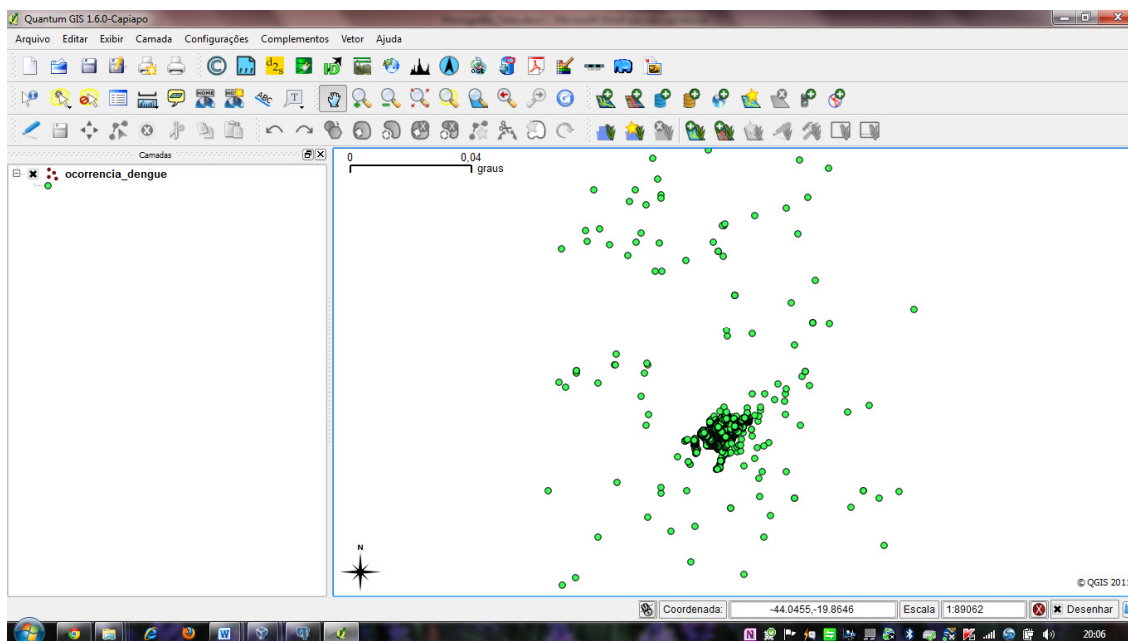 Quantum GIS 1.6.0-Capiapo
Arquivo Editar Exibir Camada Configurações Complementos Vetor Ajuda
Camadas
ocorrencia_dengue
0 0,04
graus
N
© QGIS 2011
Coordenada: -44.0455,-19.8646 Escala 1:89062 Desenhar
20:06